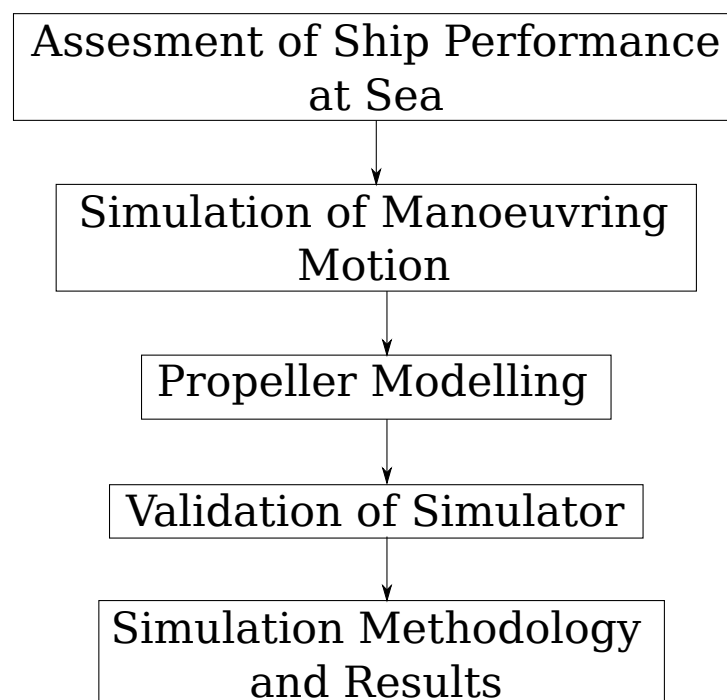 Assesment of Ship Performance
at Sea
Simulation of Manoeuvring
Motion
Propeller Modelling
Validation of Simulator
Simulation Methodology
and Results